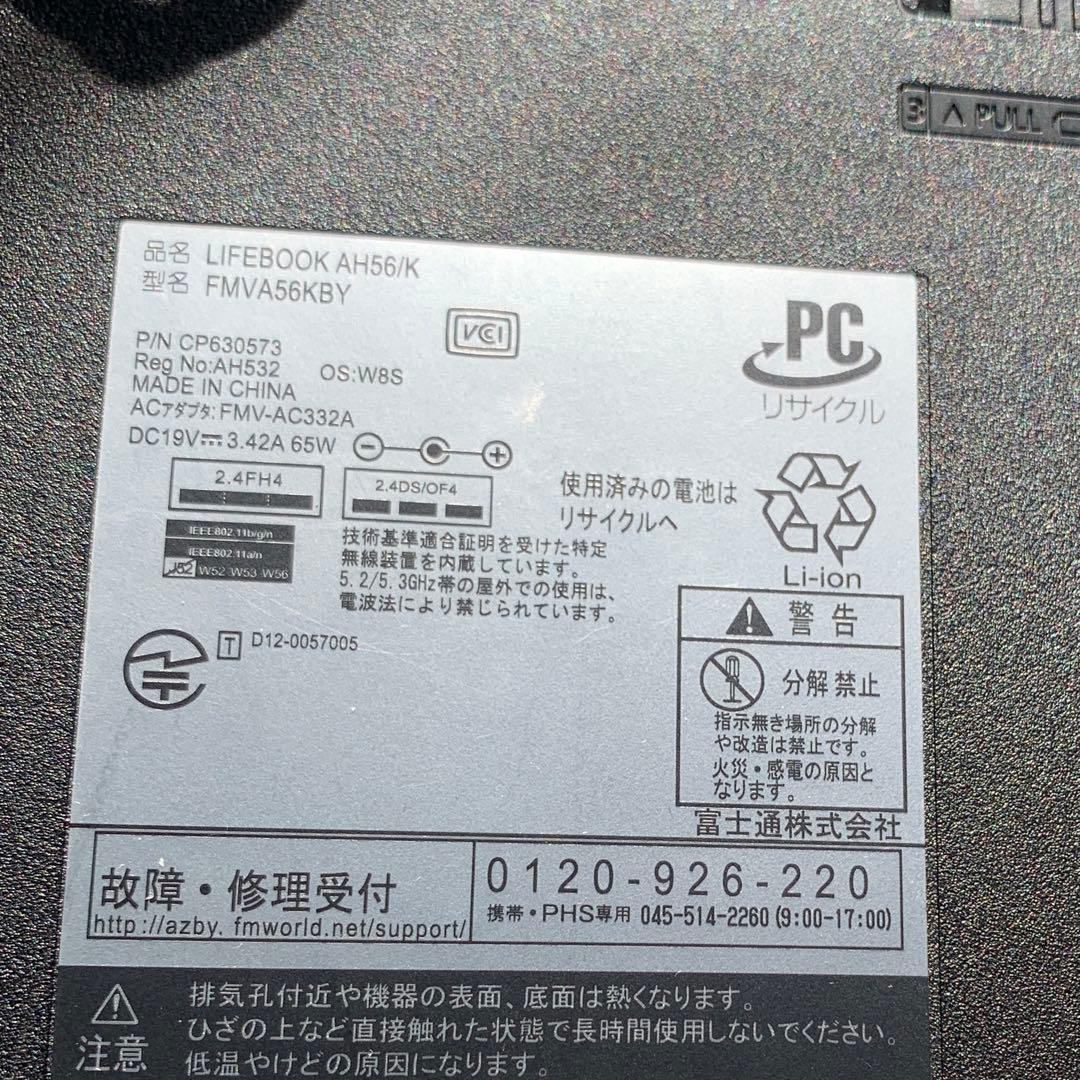 3 PULL
品名 LIFEBOOK AH56/K
型名 FMVA56KBY
VCCI
PC
リサイクル
P/N CP630573
Reg No:AH532 OS:W8S
MADE IN CHINA
ACアダプタ: FMV-AC332A
DC19V 3.42A 65W
2.4FH4
2.4DS/OF4
IEEE802.11b/g/n
IEEE802.11a/n
J52 W52 W53 W56
技術基準適合証明を受けた特定
無線装置を内蔵しています。
5.2/5.3GHz帯の屋外での使用は、
電波法により禁じられています。
使用済みの電池は
リサイクルへ
Li-ion
T D12-0057005
警告
分解禁止
指示無き場所の分解
や改造は禁止です。
火災・感電の原因と
なります。
富士通株式会社
故障・修理受付
http://azby.fmworld.net/support/
0120-926-220
携帯・PHS専用 045-514-2260 (9:00-17:00)
注意
排気孔付近や機器の表面、底面は熱くなります。
ひざの上など直接触れた状態で長時間使用しないでください。
低温やけどの原因になります。